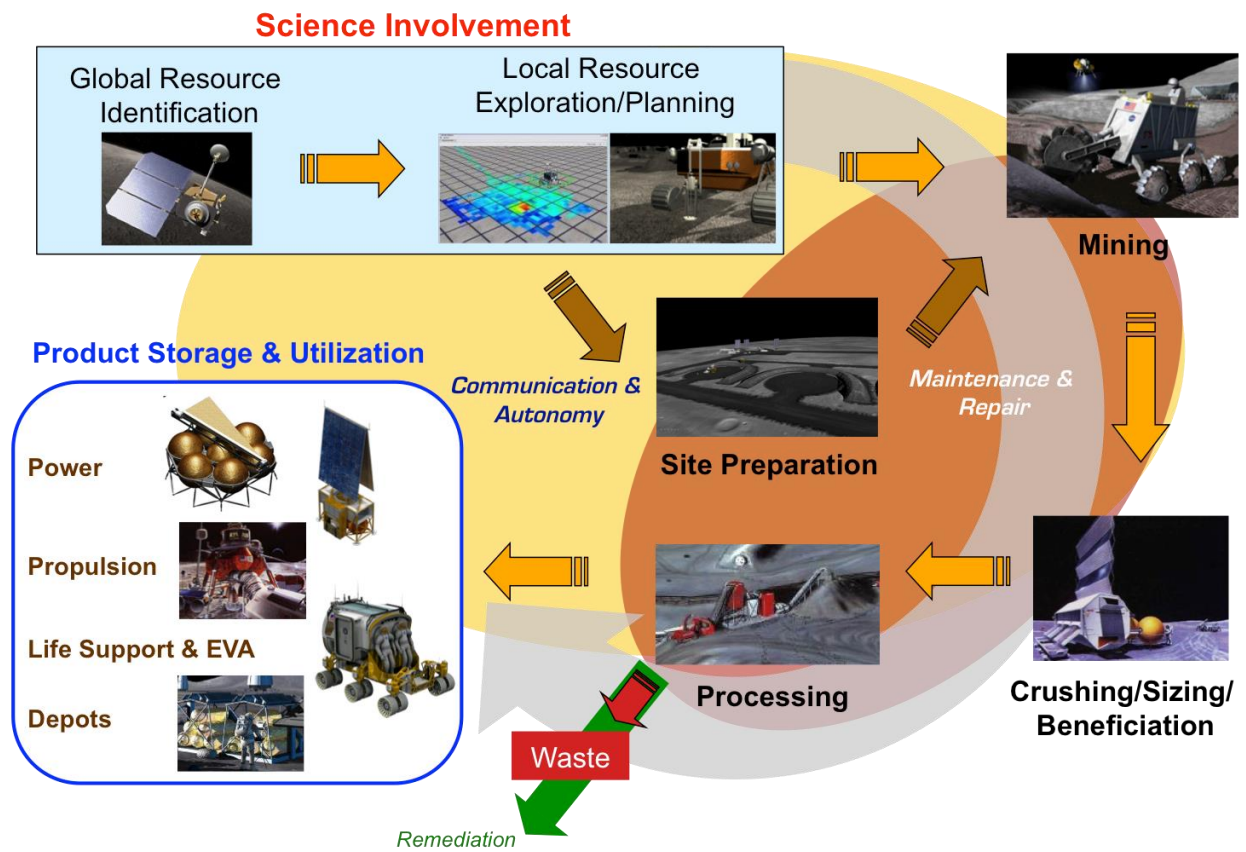 Science Involvement
Global Resource
Identification
Local Resource
Exploration/Planning
Mining
Product Storage & Utilization
Communication &
Autonomy
Maintenance &
Repair
Site Preparation
Power
Propulsion
Life Support & EVA
Depots
Processing
Crushing/Sizing/
Beneficiation
Waste
Remediation